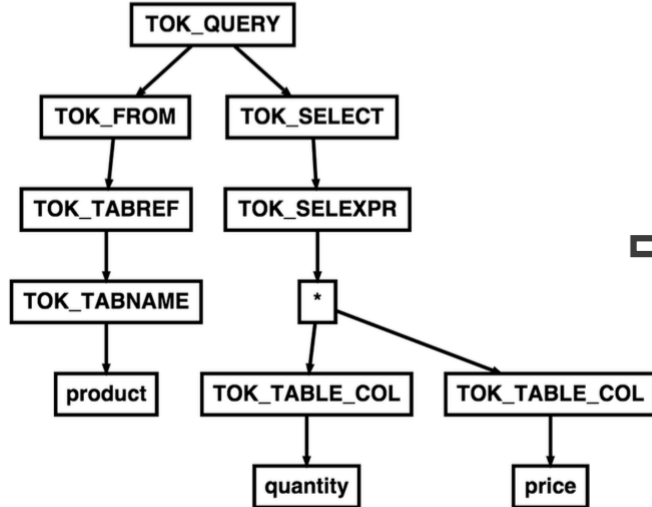 TOK_QUERY
TOK_FROM
TOK_SELECT
TOK_TABREF
TOK_SELEXPR
TOK_TABNAME
*
product
TOK_TABLE_COL
TOK_TABLE_COL
quantity
price